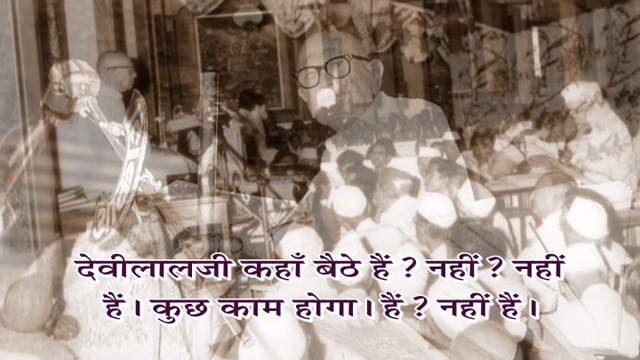 देवीलालजी कहाँ बैठे हैं ? नहीं ? नहीं
हैं । कुछ काम होगा । हैं ? नहीं हैं ।